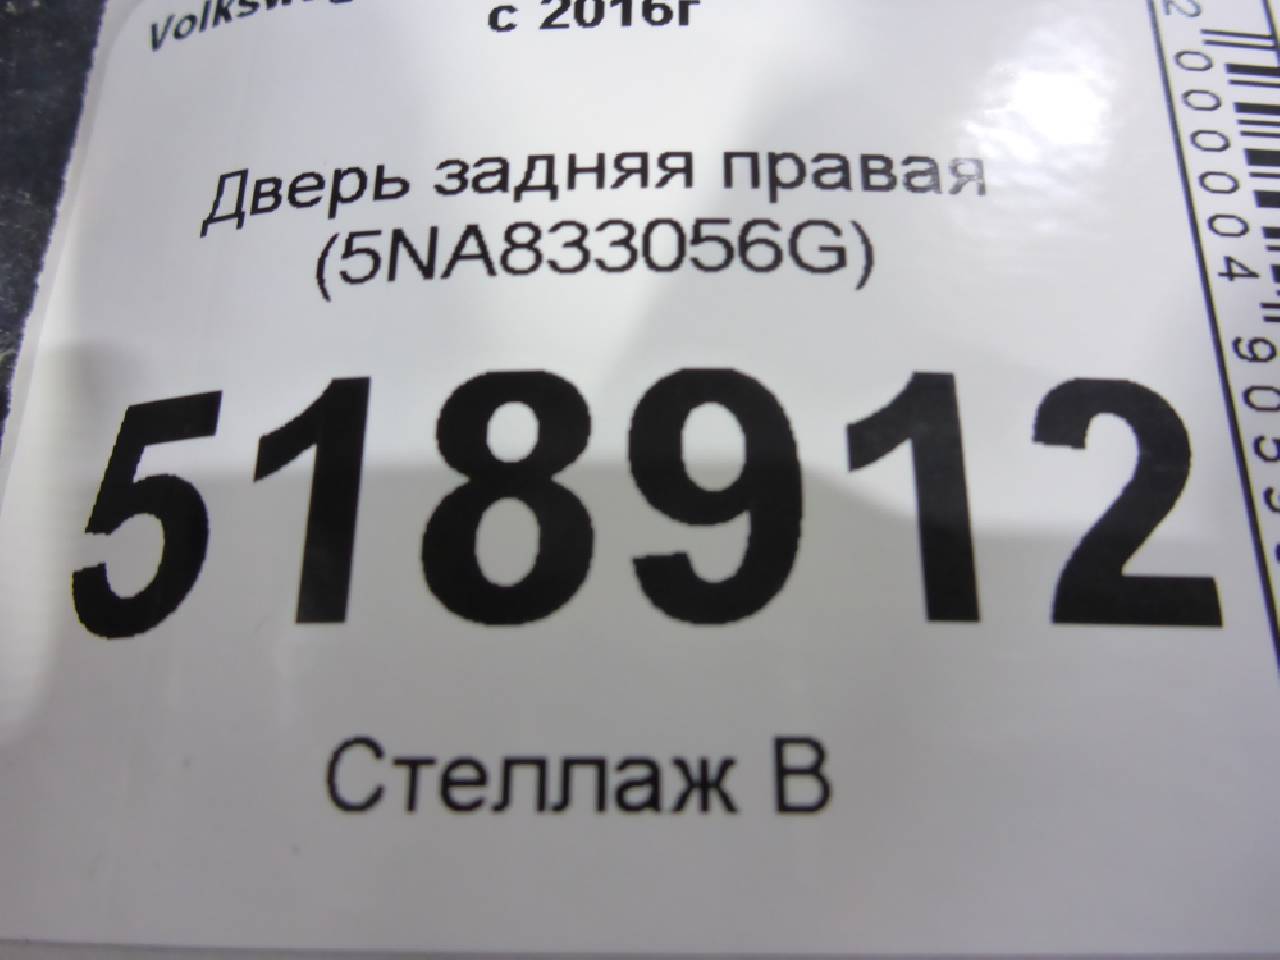 с 2016г
Дверь задняя правая
(5NA833056G)
518912
Стеллаж В